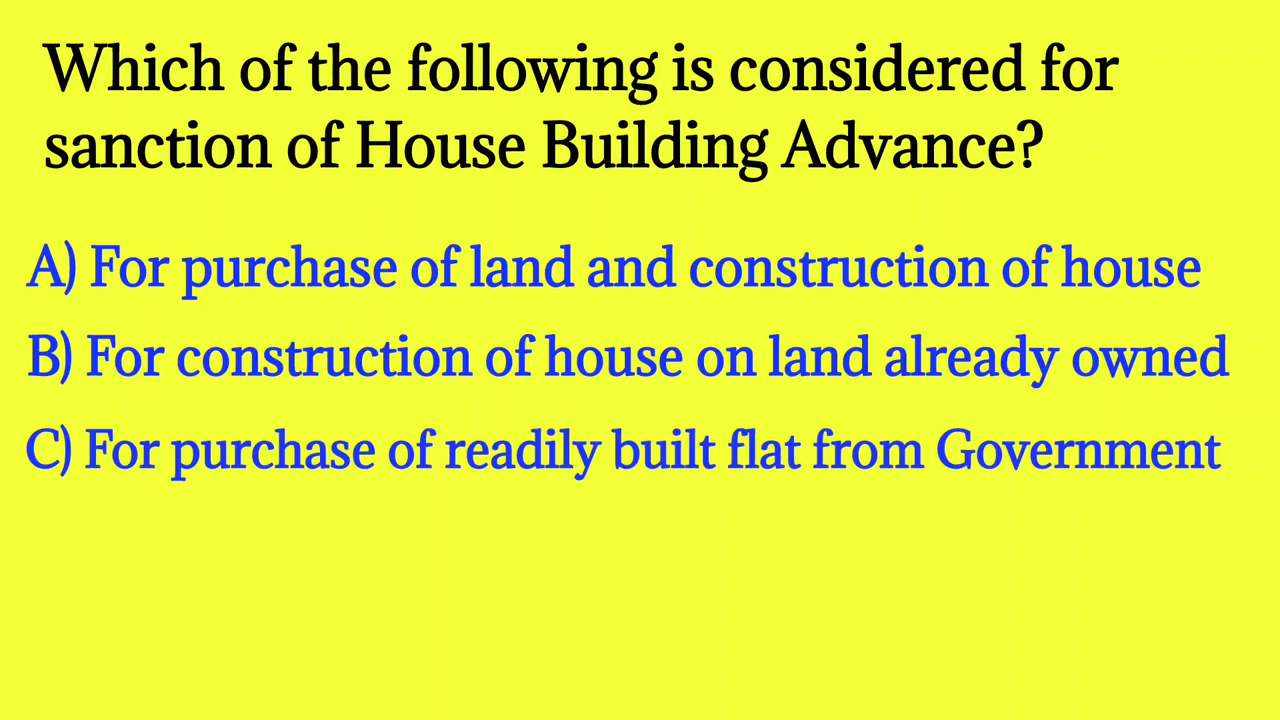 Which of the following is considered for
sanction of House Building Advance?
A) For purchase of land and construction of house
B) For construction of house on land already owned
C) For purchase of readily built flat from Government